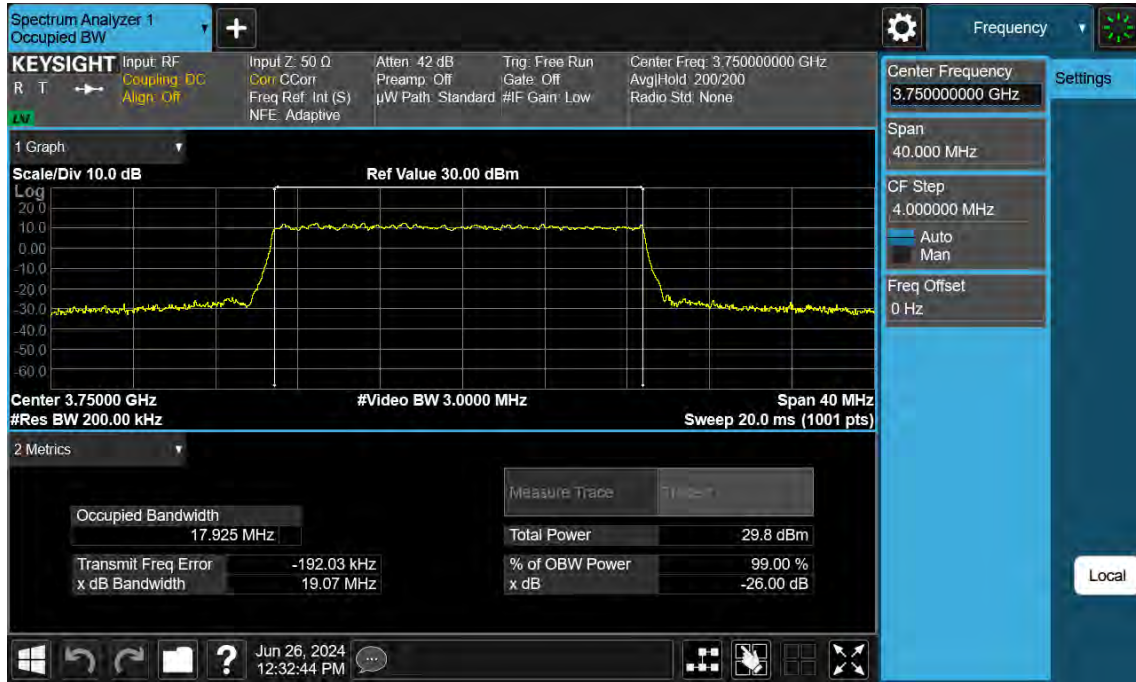 Spectrum Analyzer 1
Occupied BW
Frequency
KEYSIGHT
R T
LXI
Input: RF
Coupling: DC
Align: Off
Input Z: 50 Ω
Corr CCorr
Freq Ref: Int (S)
NFE: Adaptive
Atten: 42 dB
Preamp: Off
µW Path: Standard
Trig: Free Run
Gate: Off
#IF Gain: Low
Center Freq: 3.750000000 GHz
Avg|Hold: 200/200
Radio Std: None
Center Frequency
3.750000000 GHz
Settings
Span
40.000 MHz
CF Step
4.000000 MHz
Auto
Man
Freq Offset
0 Hz
Local
1 Graph
Scale/Div 10.0 dB
Ref Value 30.00 dBm
Log
20.0
10.0
0.00
-10.0
-20.0
-30.0
-40.0
-50.0
-60.0
Center 3.75000 GHz
#Video BW 3.0000 MHz
Span 40 MHz
#Res BW 200.00 kHz
Sweep 20.0 ms (1001 pts)
2 Metrics
Measure Trace
Occupied Bandwidth
17.925 MHz
Total Power 29.8 dBm
Transmit Freq Error -192.03 kHz
% of OBW Power 99.00 %
x dB Bandwidth 19.07 MHz
x dB -26.00 dB
?
Jun 26, 2024
12:32:44 PM